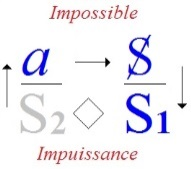 Impossible
a → $
S2 ◇ S1
Impuissance